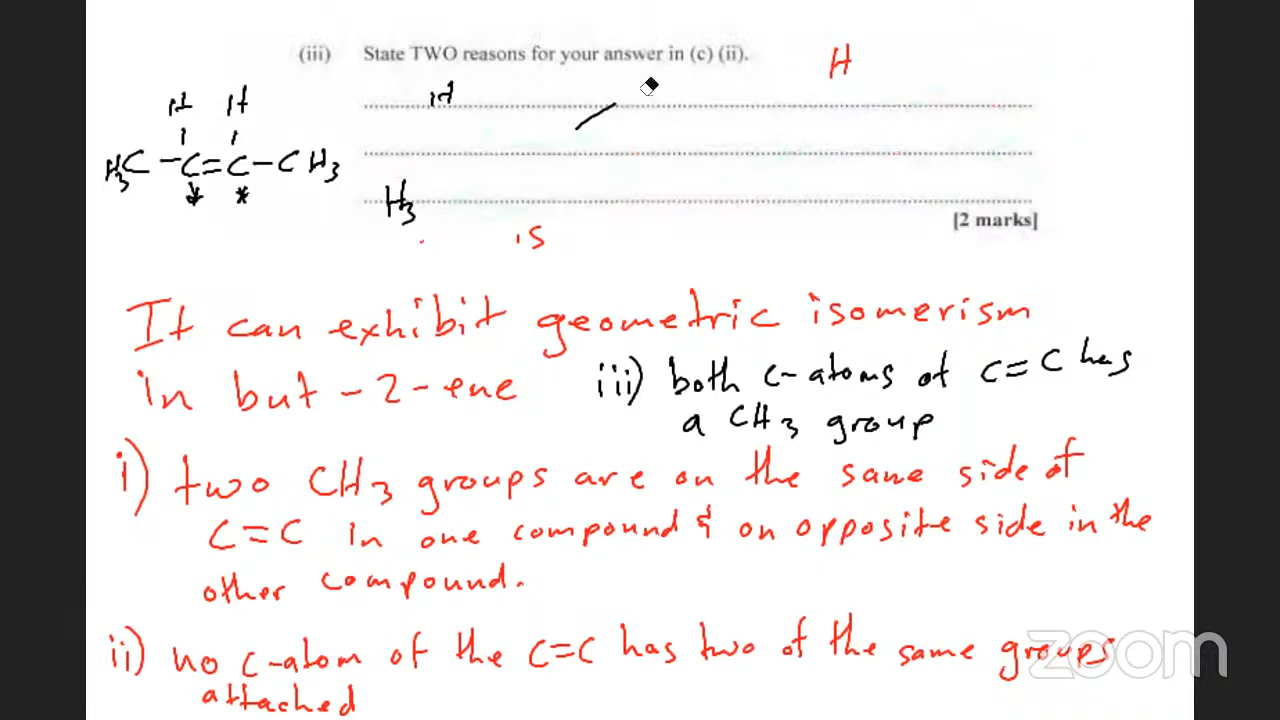 (iii) State TWO reasons for your answer in (c) (ii).
H
H H
H
H3C - C = C - CH3
* *
H3
[2 marks]
is
It can exhibit geometric isomerism
in but - 2 - ene
iii) both c-atoms of C=C has
a CH3 group
i) two CH3 groups are on the same side of
C=C in one compound & on opposite side in the
other compound.
ii) no c-atom of the C=C has two of the same groups
attached
zoom